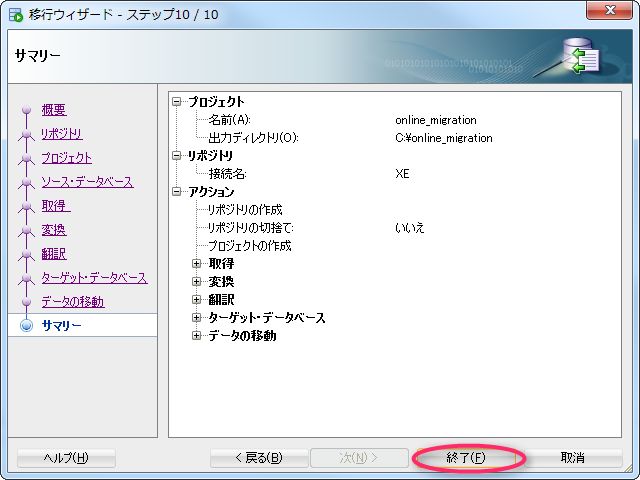 移行ウィザード - ステップ10 / 10
サマリー
概要
リポジトリ
プロジェクト
ソース・データベース
取得
変換
翻訳
ターゲット・データベース
データの移動
サマリー
プロジェクト
名前(A): online_migration
出力ディレクトリ(O): C:¥online_migration
リポジトリ
接続名: XE
アクション
リポジトリの作成
リポジトリの切捨て: いいえ
プロジェクトの作成
取得
変換
翻訳
ターゲット・データベース
データの移動
ヘルプ(H)
< 戻る(B)
次(N) >
終了(F)
取消